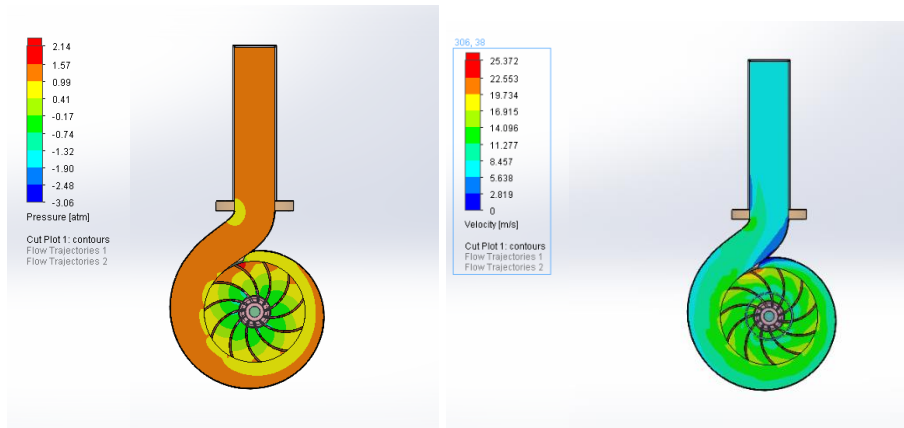 2.14
1.57
0.99
0.41
-0.17
-0.74
-1.32
-1.90
-2.48
-3.06
Pressure [atm]
Cut Plot 1: contours
Flow Trajectories 1
Flow Trajectories 2
306, 38
25.372
22.553
19.734
16.915
14.096
11.277
8.457
5.638
2.819
0
Velocity [m/s]
Cut Plot 1: contours
Flow Trajectories 1
Flow Trajectories 2